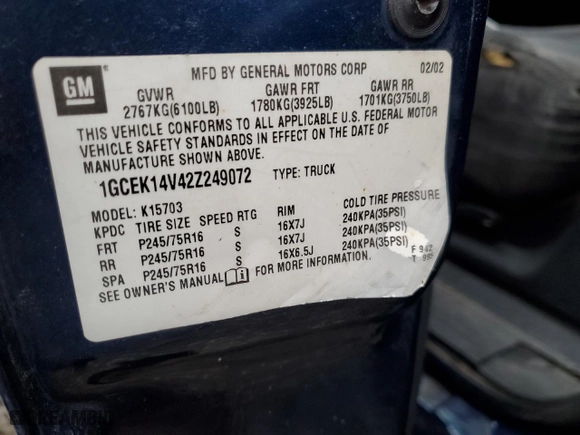 GM
MFD BY GENERAL MOTORS CORP 02/02
GVWR GAWR FRT GAWR RR
2767KG(6100LB) 1780KG(3925LB) 1701KG(3750LB)
THIS VEHICLE CONFORMS TO ALL APPLICABLE U.S. FEDERAL MOTOR
VEHICLE SAFETY STANDARDS IN EFFECT ON THE DATE OF
MANUFACTURE SHOWN ABOVE.
1GCEK14V42Z249072 TYPE: TRUCK
MODEL: K15703
KPDC TIRE SIZE SPEED RTG RIM COLD TIRE PRESSURE
FRT P245/75R16 S 16X7J 240KPA(35PSI)
RR P245/75R16 S 16X7J 240KPA(35PSI)
SPA P245/75R16 S 16X6.5J 240KPA(35PSI)
SEE OWNER'S MANUAL FOR MORE INFORMATION.
F 942
T